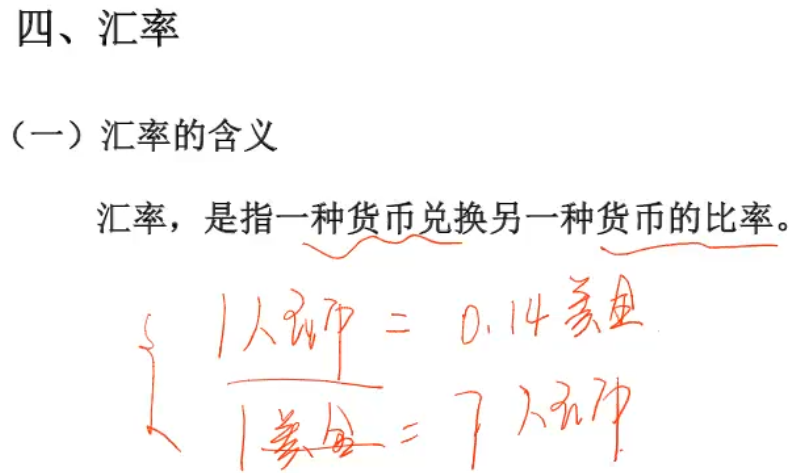 四、汇率
（一）汇率的含义
汇率，是指一种货币兑换另一种货币的比率。
1人民币 = 0.14美金
1美金 = 7人民币